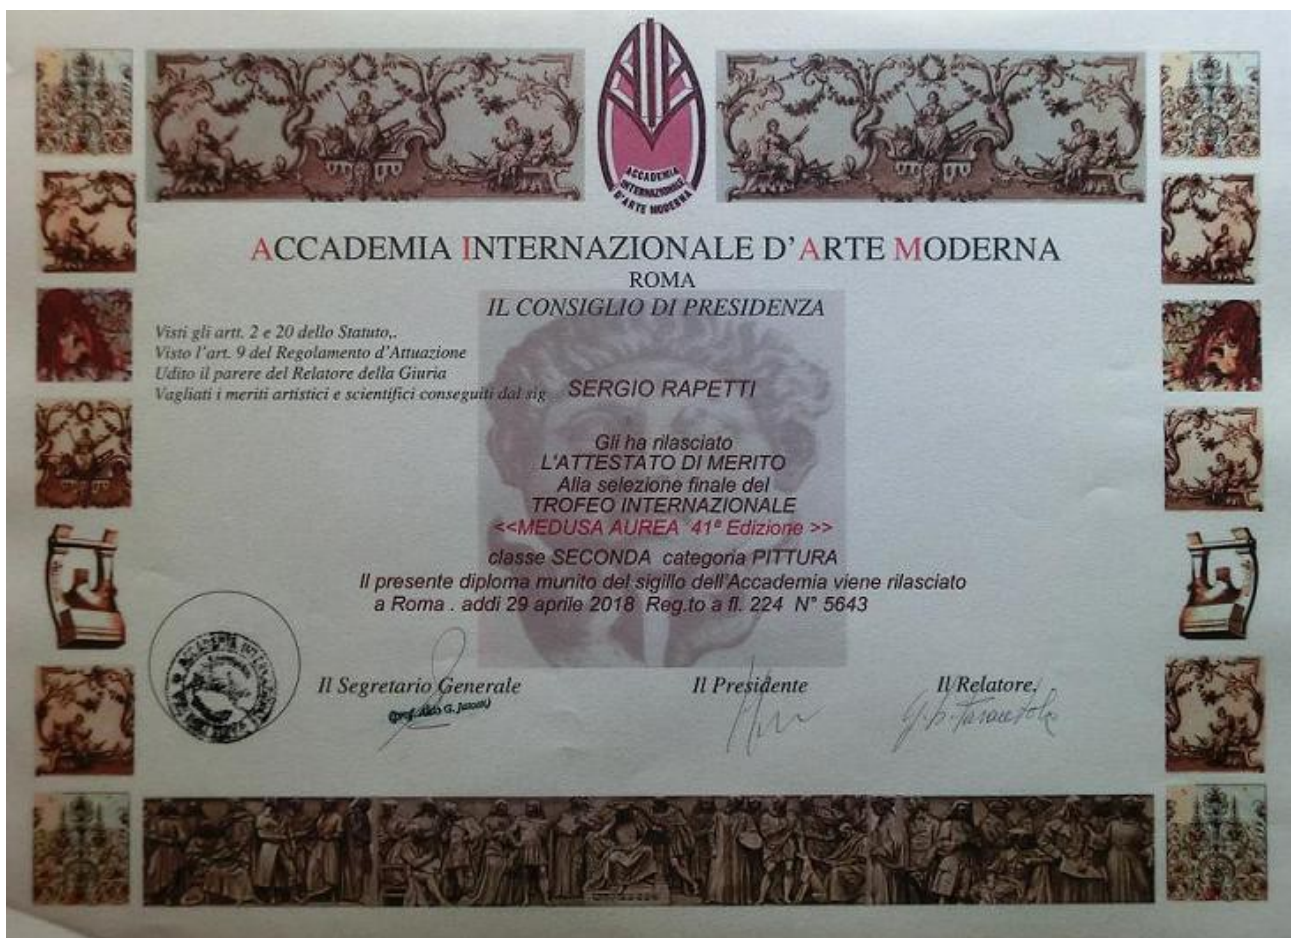 ACCADEMIA
INTERNAZIONALE
D'ARTE MODERNA
ACCADEMIA INTERNAZIONALE D'ARTE MODERNA
ROMA
IL CONSIGLIO DI PRESIDENZA
Visti gli artt. 2 e 20 dello Statuto,.
Visto l'art. 9 del Regolamento d'Attuazione
Udito il parere del Relatore della Giuria
Vagliati i meriti artistici e scientifici conseguiti dal sig SERGIO RAPETTI
Gli ha rilasciato
L'ATTESTATO DI MERITO
Alla selezione finale del
TROFEO INTERNAZIONALE
<<MEDUSA AUREA 41ª Edizione >>
classe SECONDA categoria PITTURA
Il presente diploma munito del sigillo dell'Accademia viene rilasciato
a Roma . addi 29 aprile 2018 Reg.to a fl. 224 N° 5643
Il Segretario Generale
Il Presidente
Il Relatore.
(prof. Aldo G.